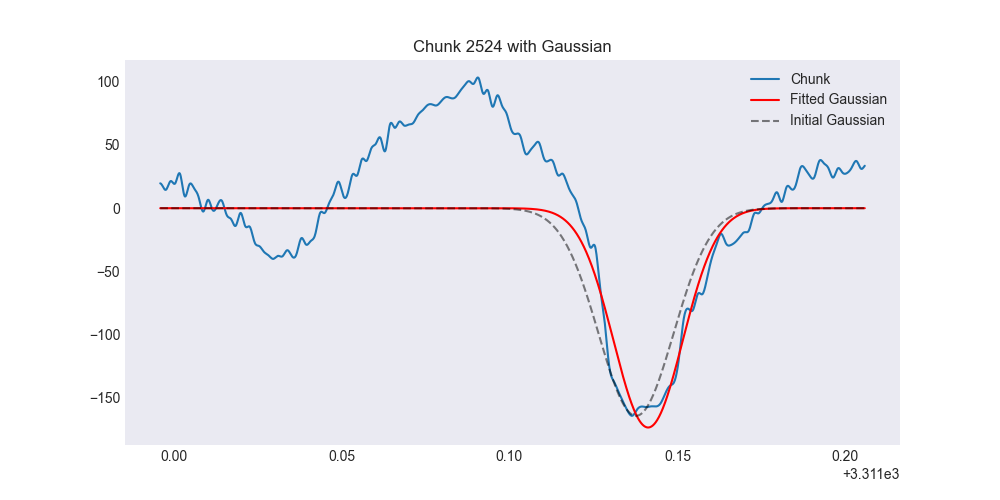 Chunk 2524 with Gaussian
Chunk
Fitted Gaussian
Initial Gaussian
100
50
0
−50
−100
−150
0.00 0.05 0.10 0.15 0.20
+3.311e3